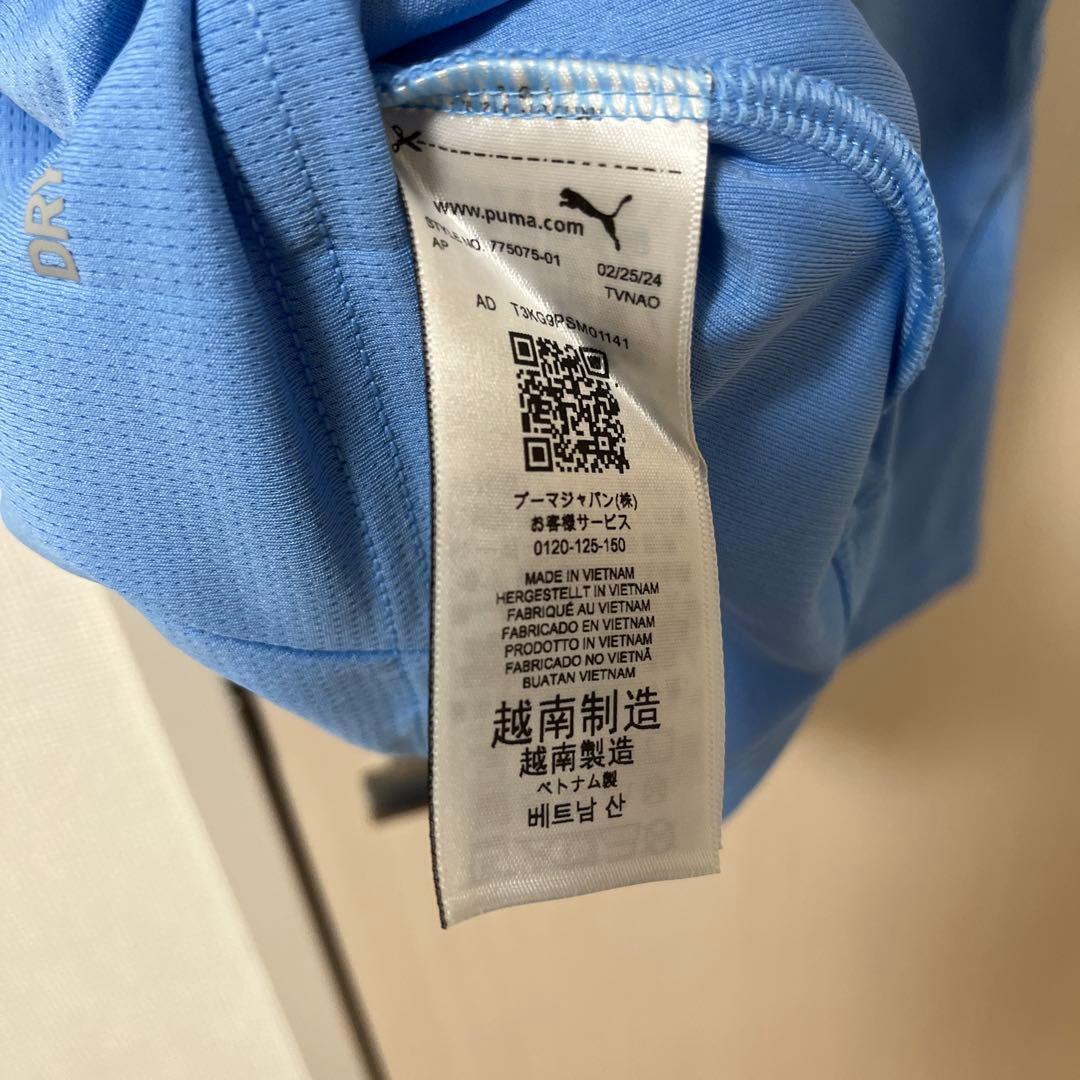 DRY
www.puma.com
STYLE NO. 775075-01
AP
02/25/24
TVNAO
AD T3KG9PSM01141
プーマジャパン(株)
お客様サービス
0120-125-150
MADE IN VIETNAM
HERGESTELLT IN VIETNAM
FABRIQUÉ AU VIETNAM
FABRICADO EN VIETNAM
PRODOTTO IN VIETNAM
FABRICADO NO VIETNÃ
BUATAN VIETNAM
越南制造
越南製造
ベトナム製
베트남 산